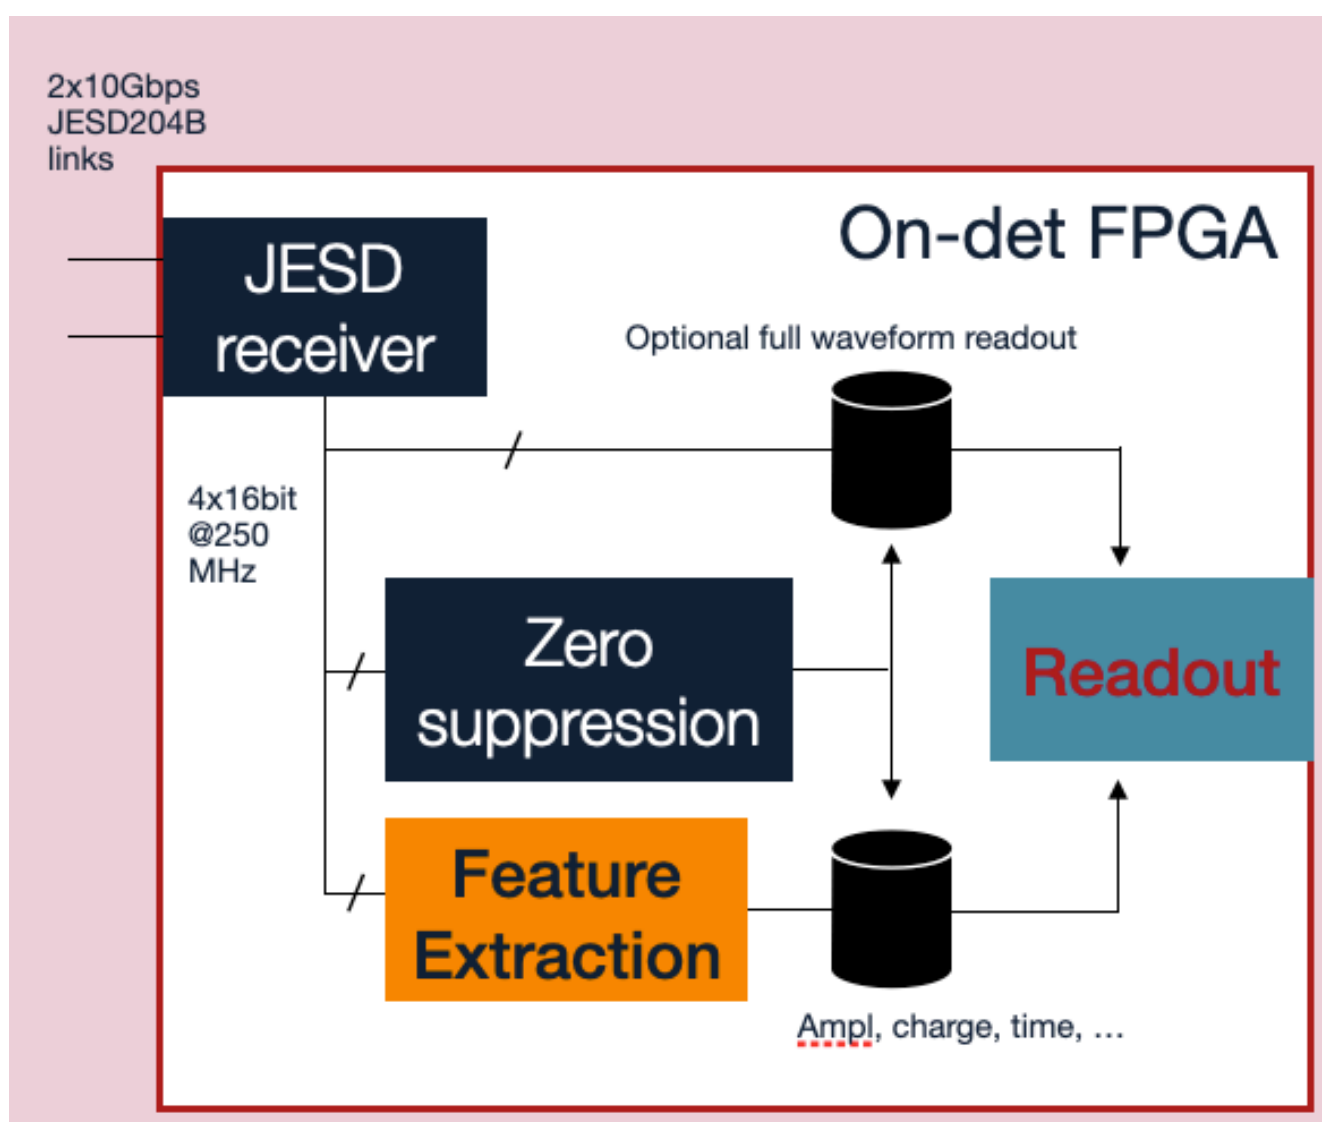 2x10Gbps
JESD204B
links
On-det FPGA
JESD
receiver
Optional full waveform readout
4x16bit
@250
MHz
Zero
suppression
Readout
Feature
Extraction
Ampl, charge, time, …